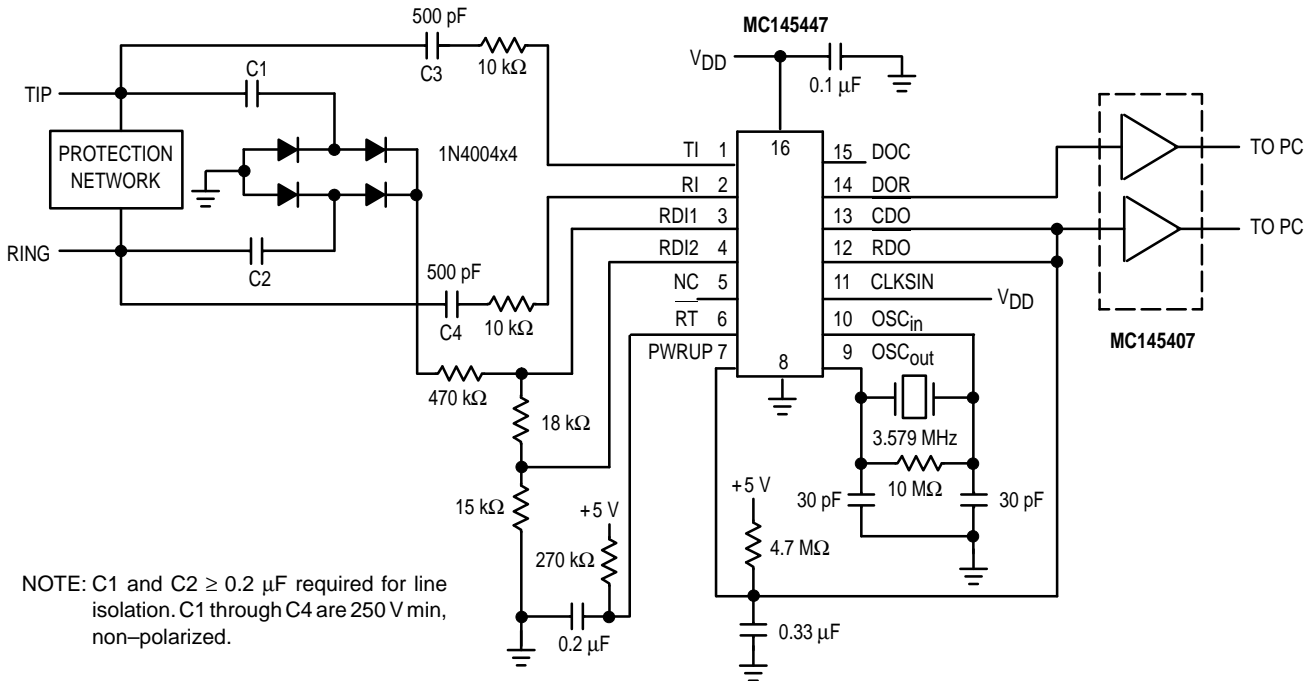 500 pF
MC145447
C3
10 kΩ
VDD
0.1 µF
C1
TIP
PROTECTION
NETWORK
1N4004x4
RING
C2
500 pF
C4
10 kΩ
TI 1
RI 2
RDI1 3
RDI2 4
NC 5
RT 6
PWRUP 7
16
8
15 DOC
14 DOR
13 CDO
12 RDO
11 CLKSIN
10 OSCin
9 OSCout
VDD
TO PC
TO PC
MC145407
470 kΩ
18 kΩ
15 kΩ
+5 V
270 kΩ
0.2 µF
+5 V
4.7 MΩ
0.33 µF
3.579 MHz
10 MΩ
30 pF
30 pF
NOTE: C1 and C2 ≥ 0.2 µF required for line
isolation. C1 through C4 are 250 V min,
non–polarized.